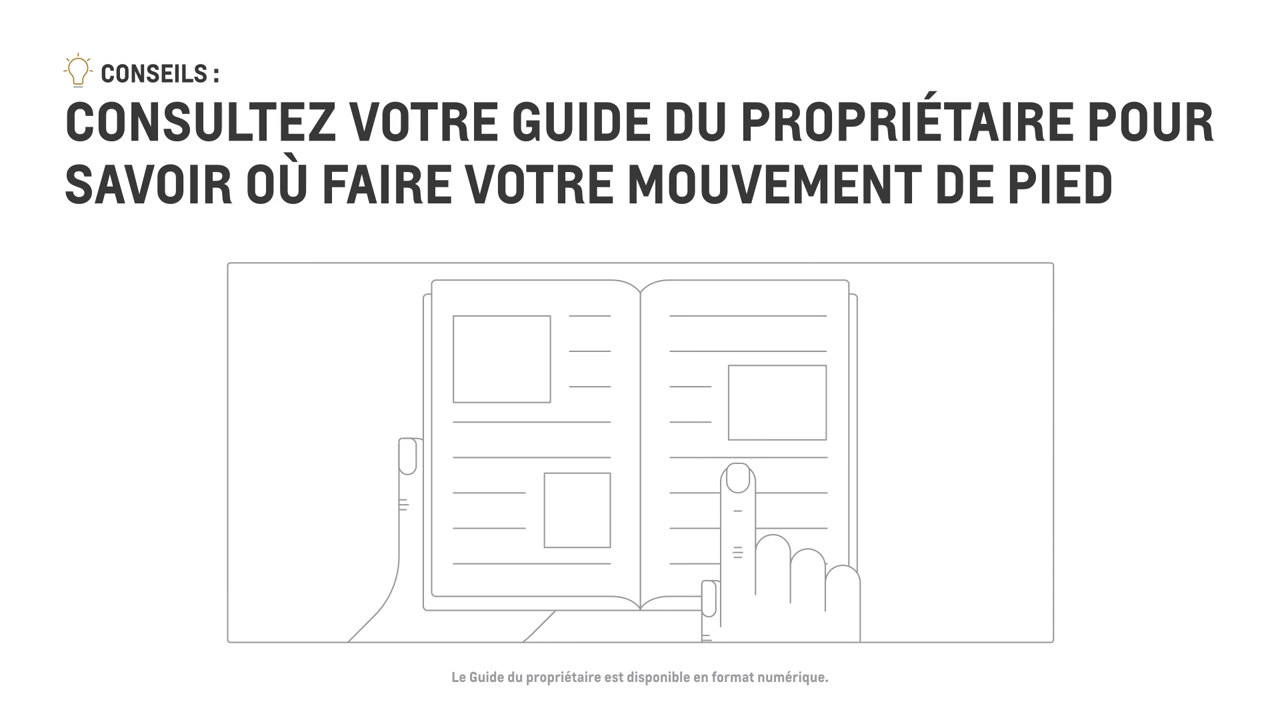 CONSEILS :
CONSULTEZ VOTRE GUIDE DU PROPRIÉTAIRE POUR
SAVOIR OÙ FAIRE VOTRE MOUVEMENT DE PIED
Le Guide du propriétaire est disponible en format numérique.